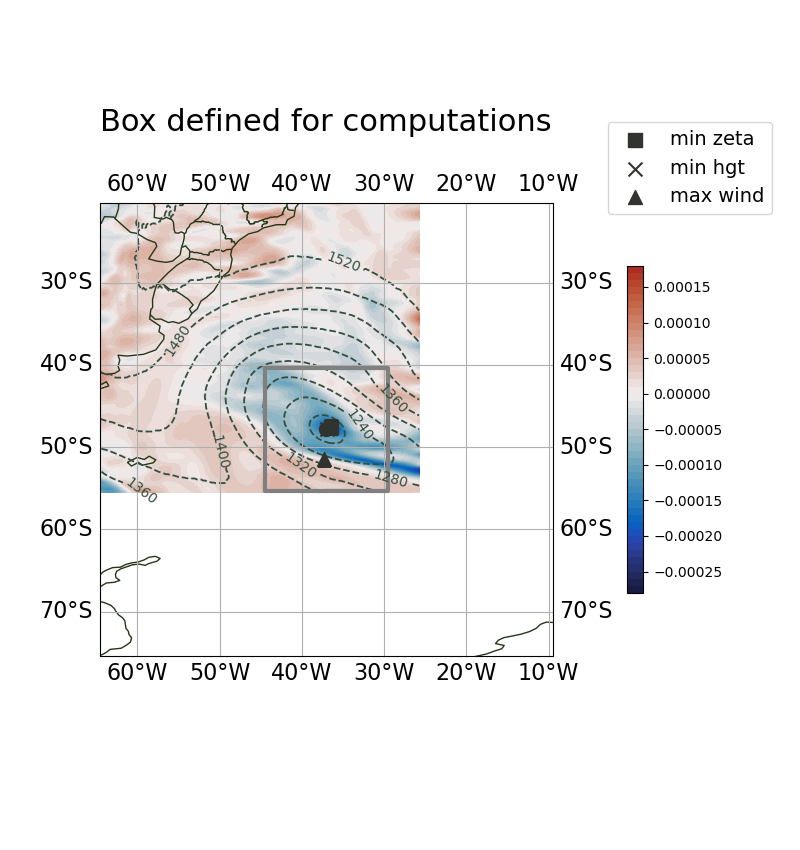 Box defined for computations
min zeta
min hgt
max wind
60°W 50°W 40°W 30°W 20°W 10°W
30°S 30°S
40°S 40°S
50°S 50°S
60°S 60°S
70°S 70°S
60°W 50°W 40°W 30°W 20°W 10°W
1520
1480
1360
1240
1400
1320
1280
1360
0.00015
0.00010
0.00005
0.00000
−0.00005
−0.00010
−0.00015
−0.00020
−0.00025